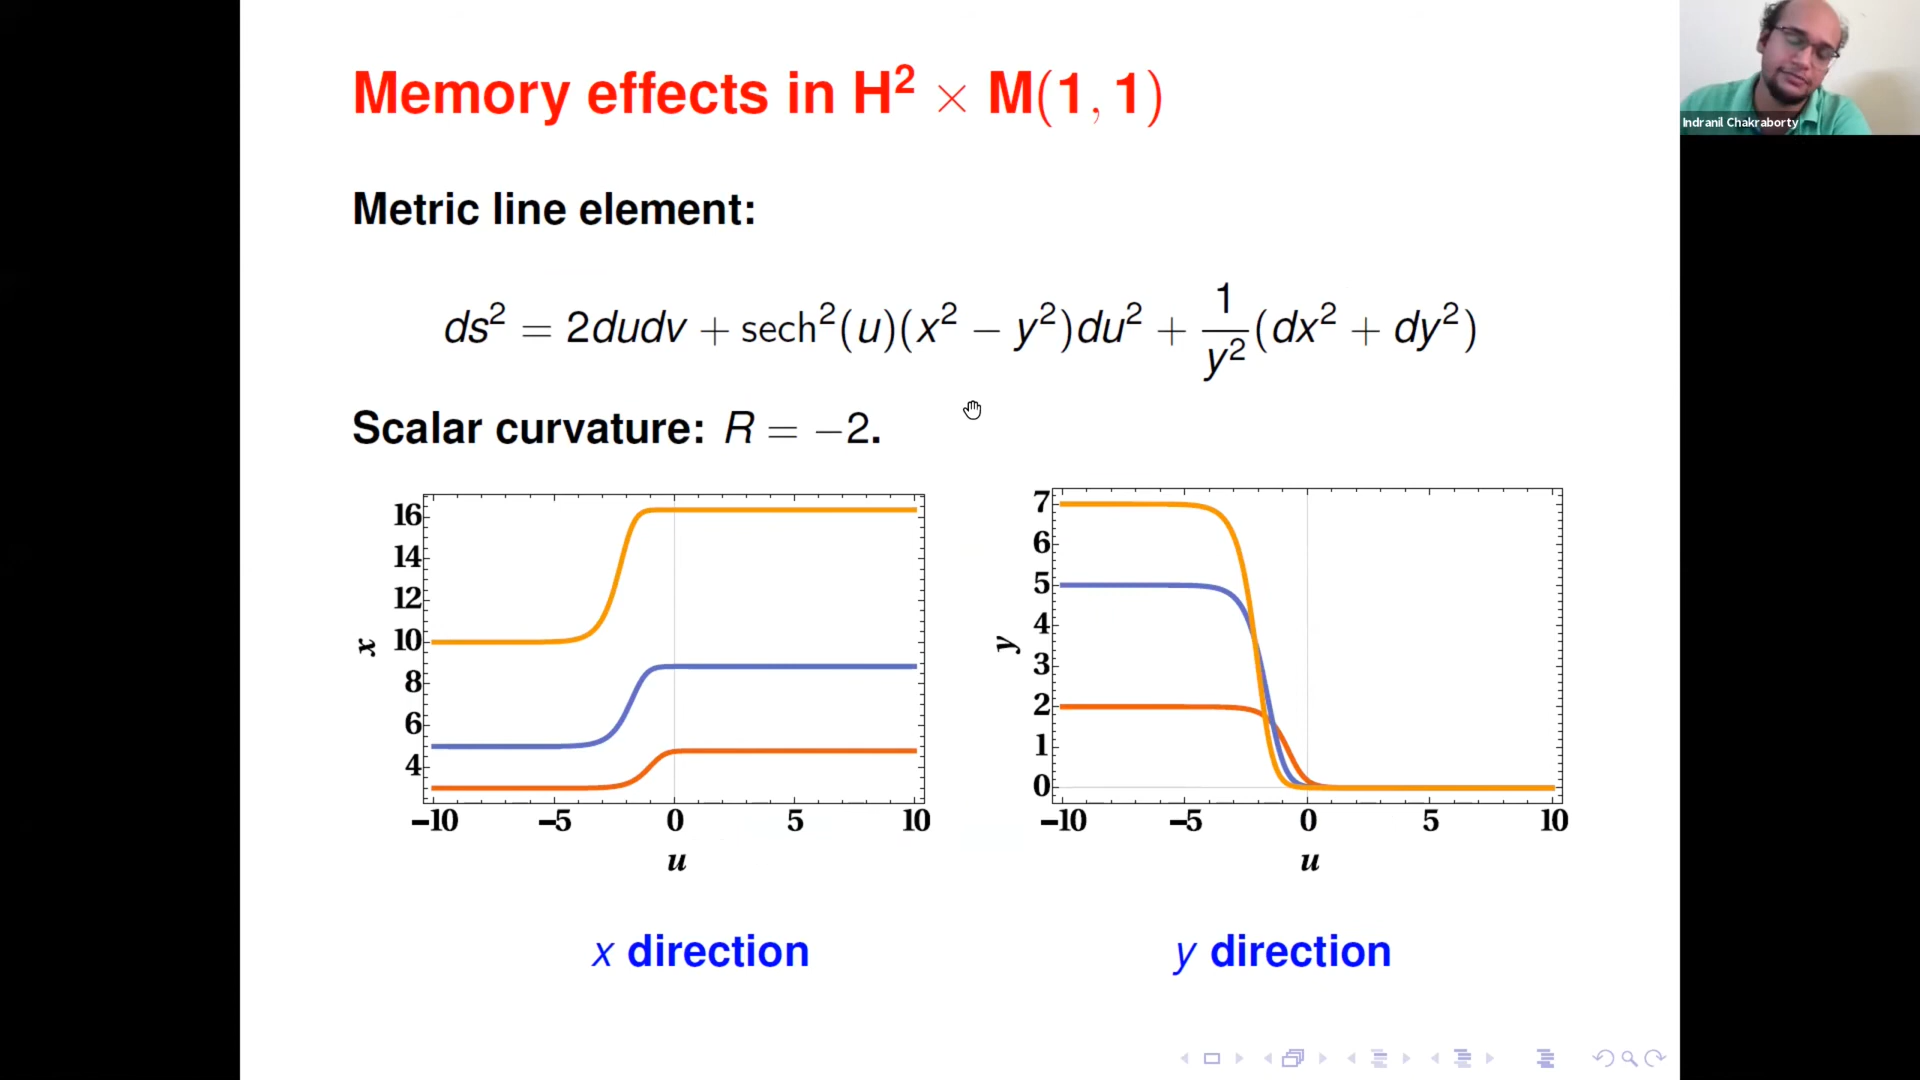 Memory effects in H² × M(1, 1)
Indranil Chakraborty
Metric line element:
ds² = 2dudv + sech²(u)(x² − y²)du² + 1/y² (dx² + dy²)
Scalar curvature: R = −2.
16
14
12
10
8
6
4
x
−10 −5 0 5 10
u
7
6
5
4
3
2
1
0
y
−10 −5 0 5 10
u
x direction
y direction